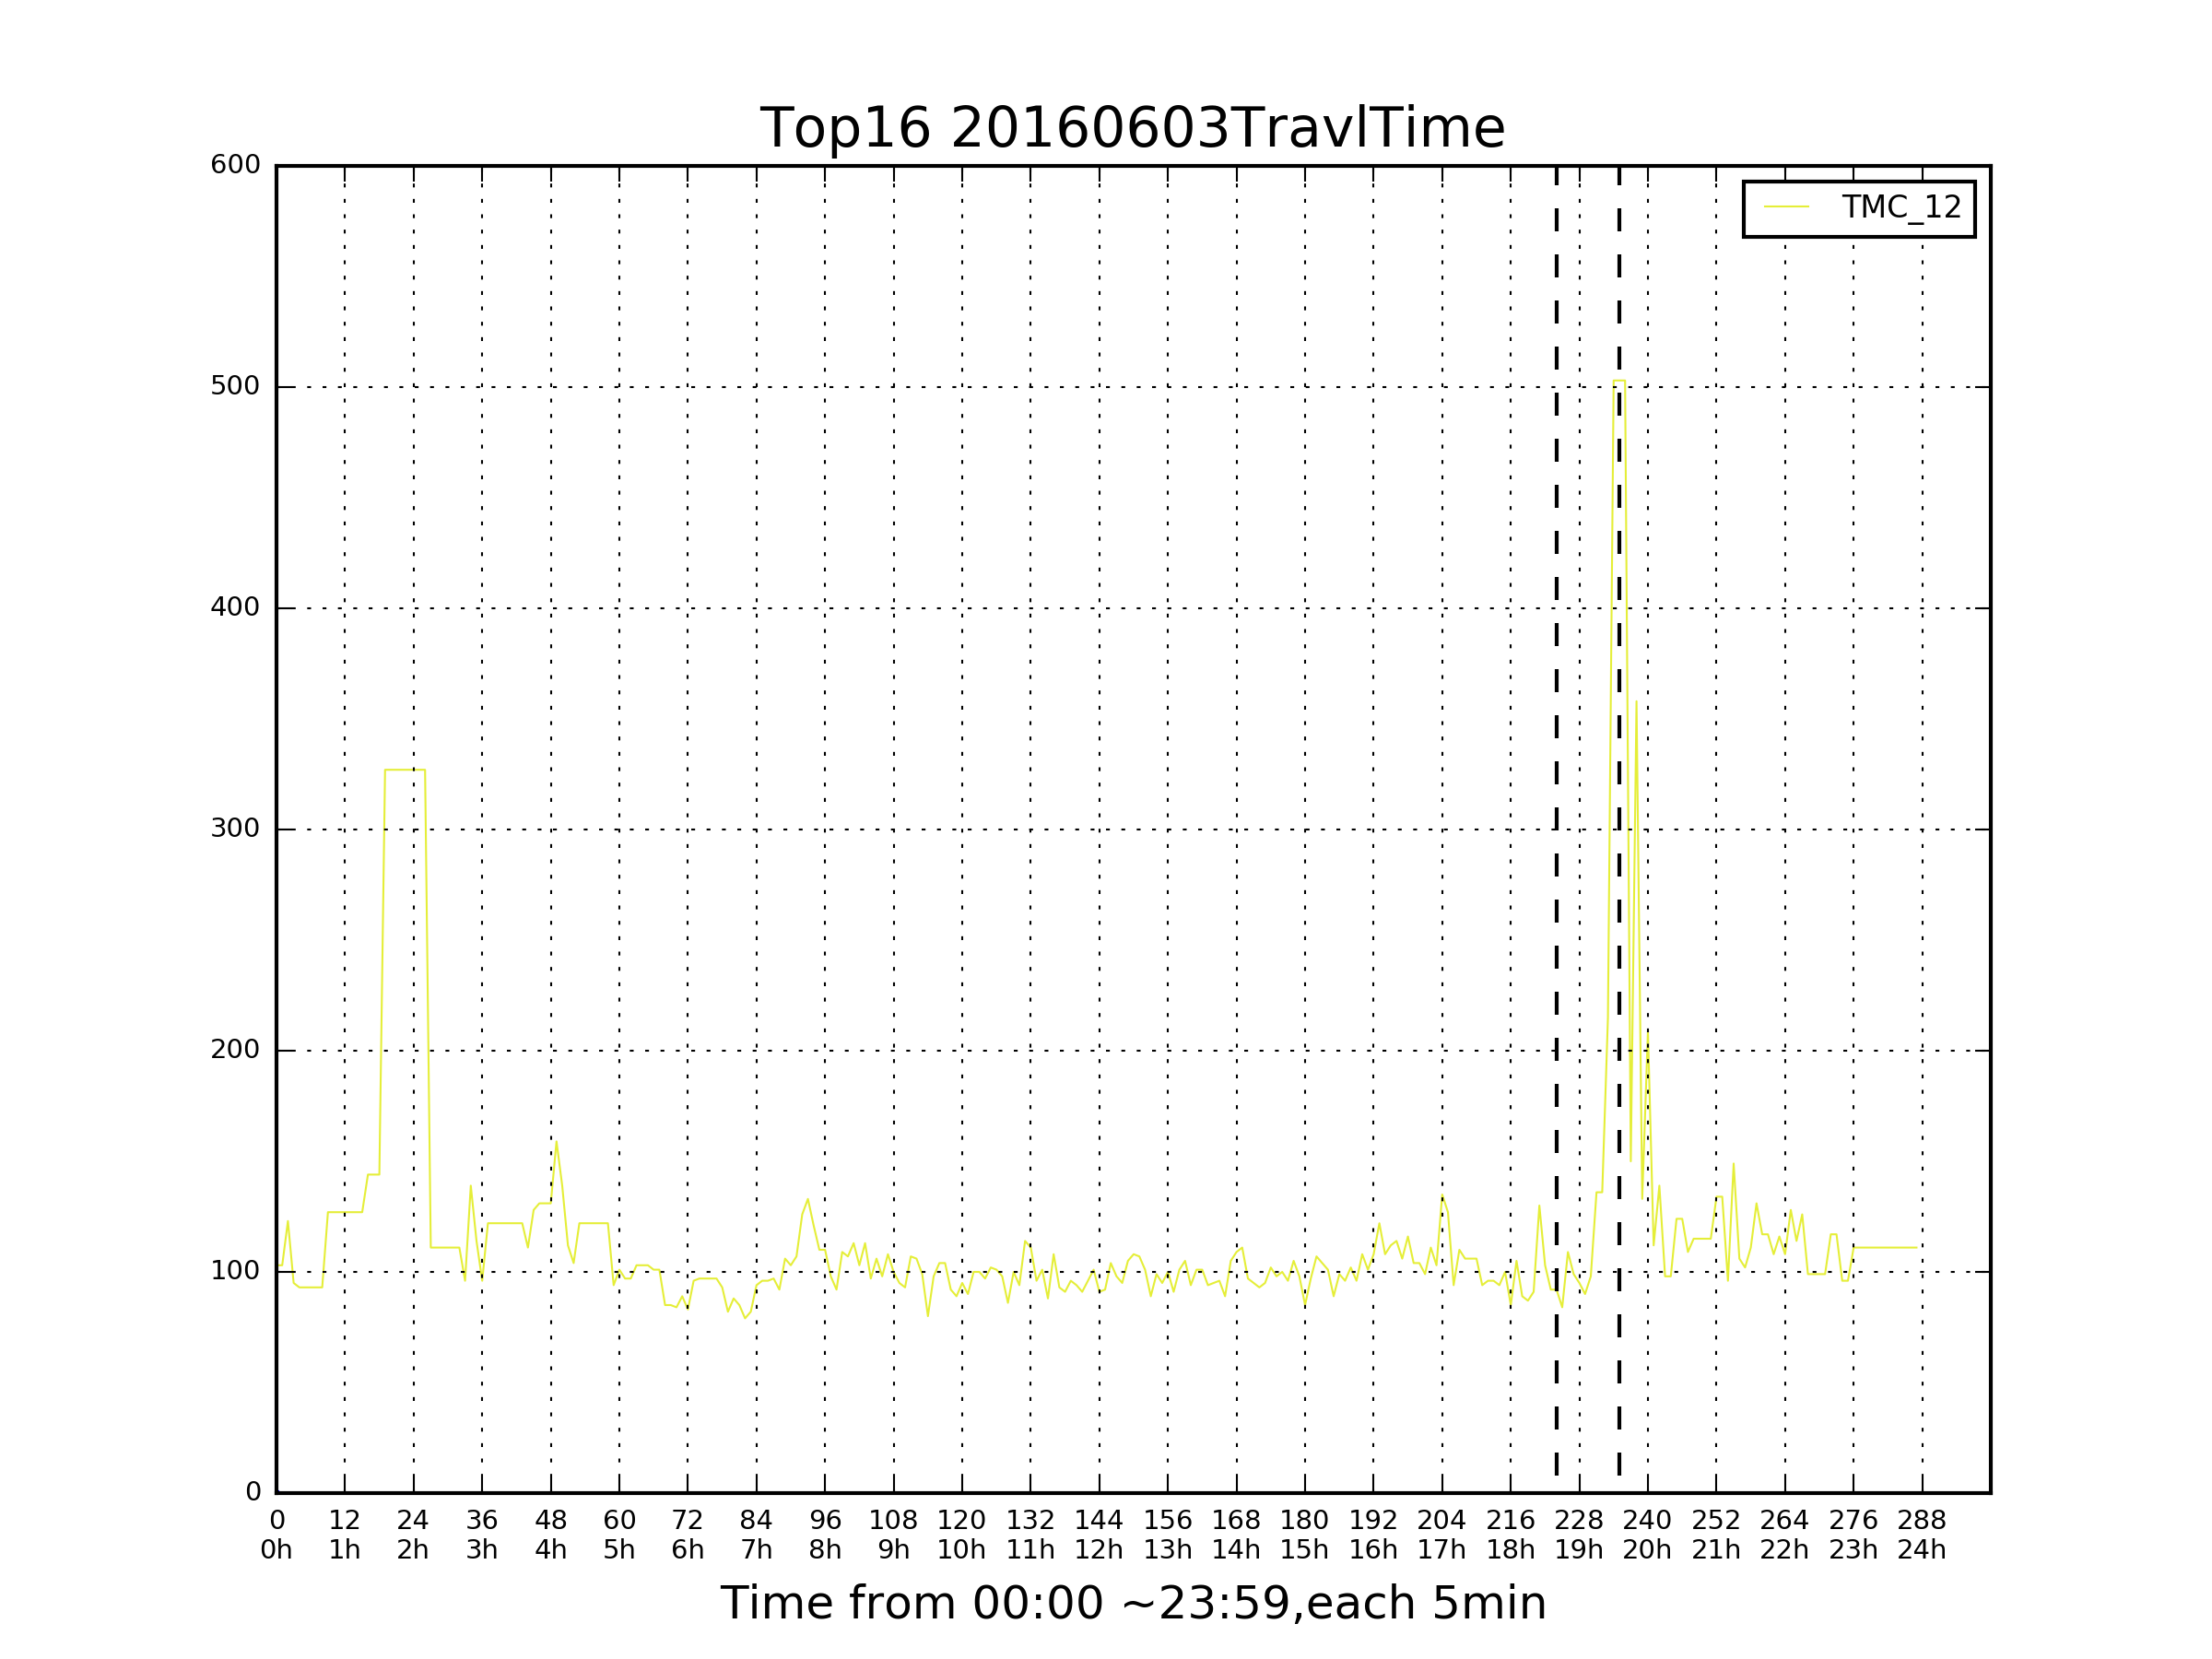 Top16 20160603TravlTime
TMC_12
600
500
400
300
200
100
0
0 12 24 36 48 60 72 84 96 108 120 132 144 156 168 180 192 204 216 228 240 252 264 276 288
0h 1h 2h 3h 4h 5h 6h 7h 8h 9h 10h 11h 12h 13h 14h 15h 16h 17h 18h 19h 20h 21h 22h 23h 24h
Time from 00:00 ~23:59,each 5min